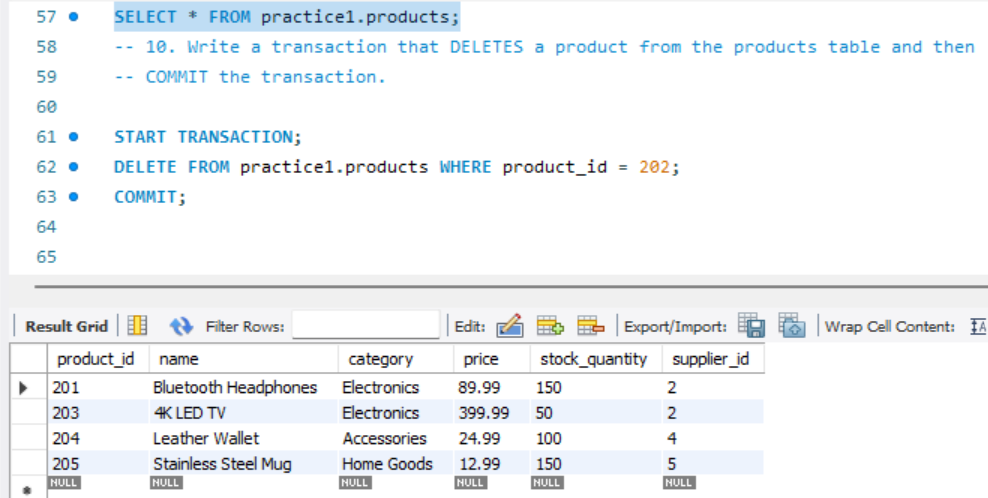 57 SELECT * FROM practice1.products;
58 -- 10. Write a transaction that DELETES a product from the products table and then
59 -- COMMIT the transaction.
60
61 START TRANSACTION;
62 DELETE FROM practice1.products WHERE product_id = 202;
63 COMMIT;
64
65
Result Grid Filter Rows: Edit: Export/Import: Wrap Cell Content: IA
product_id name category price stock_quantity supplier_id
201 Bluetooth Headphones Electronics 89.99 150 2
203 4K LED TV Electronics 399.99 50 2
204 Leather Wallet Accessories 24.99 100 4
205 Stainless Steel Mug Home Goods 12.99 150 5
NULL NULL NULL NULL NULL NULL